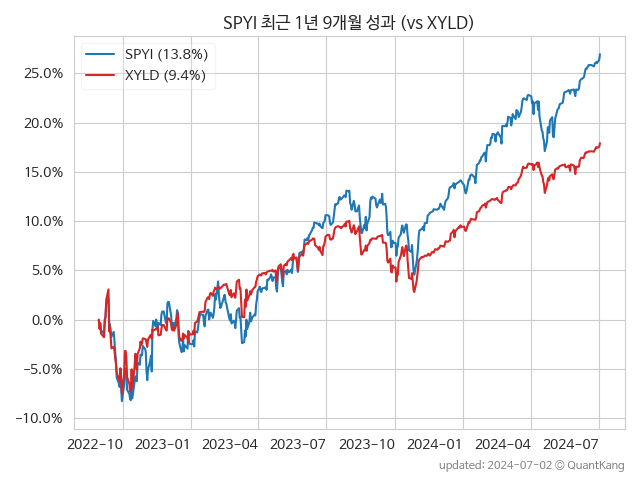 SPYI 최근 1년 9개월 성과 (vs XYLD)
SPYI (13.8%)
XYLD (9.4%)
25.0%
20.0%
15.0%
10.0%
5.0%
0.0%
−5.0%
−10.0%
2022-10 2023-01 2023-04 2023-07 2023-10 2024-01 2024-04 2024-07
updated: 2024-07-02 © QuantKang